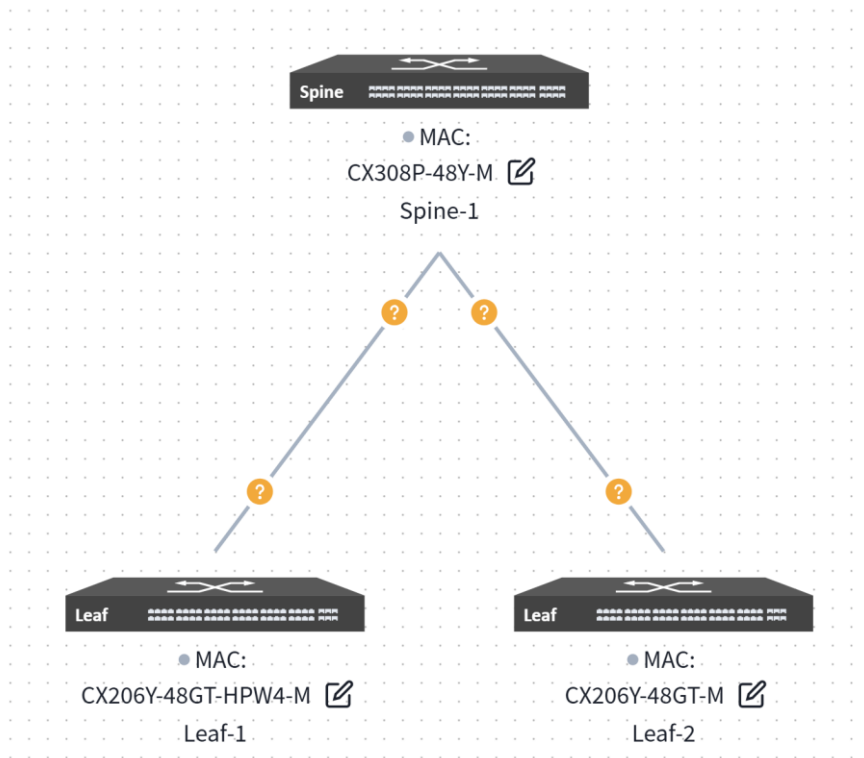 Spine
MAC:
CX308P-48Y-M
Spine-1
? ?
? ?
Leaf Leaf
MAC: MAC:
CX206Y-48GT-HPW4-M CX206Y-48GT-M
Leaf-1 Leaf-2